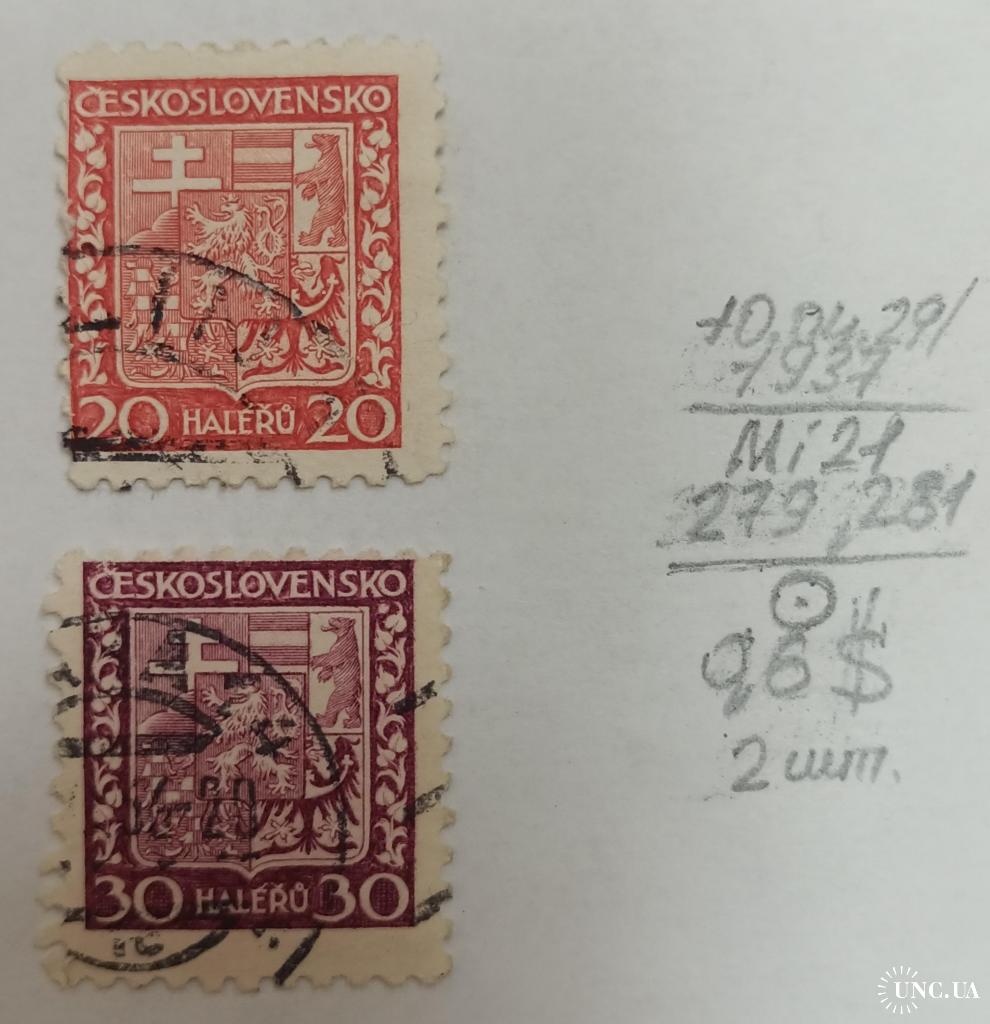 ČESKOSLOVENSKO
20 HALÉŘŮ 20
ČESKOSLOVENSKO
30 HALÉŘŮ 30
10.04.29/
1937
Mi 21
279, 281
0,6 $
2 шт.
UNC.UA